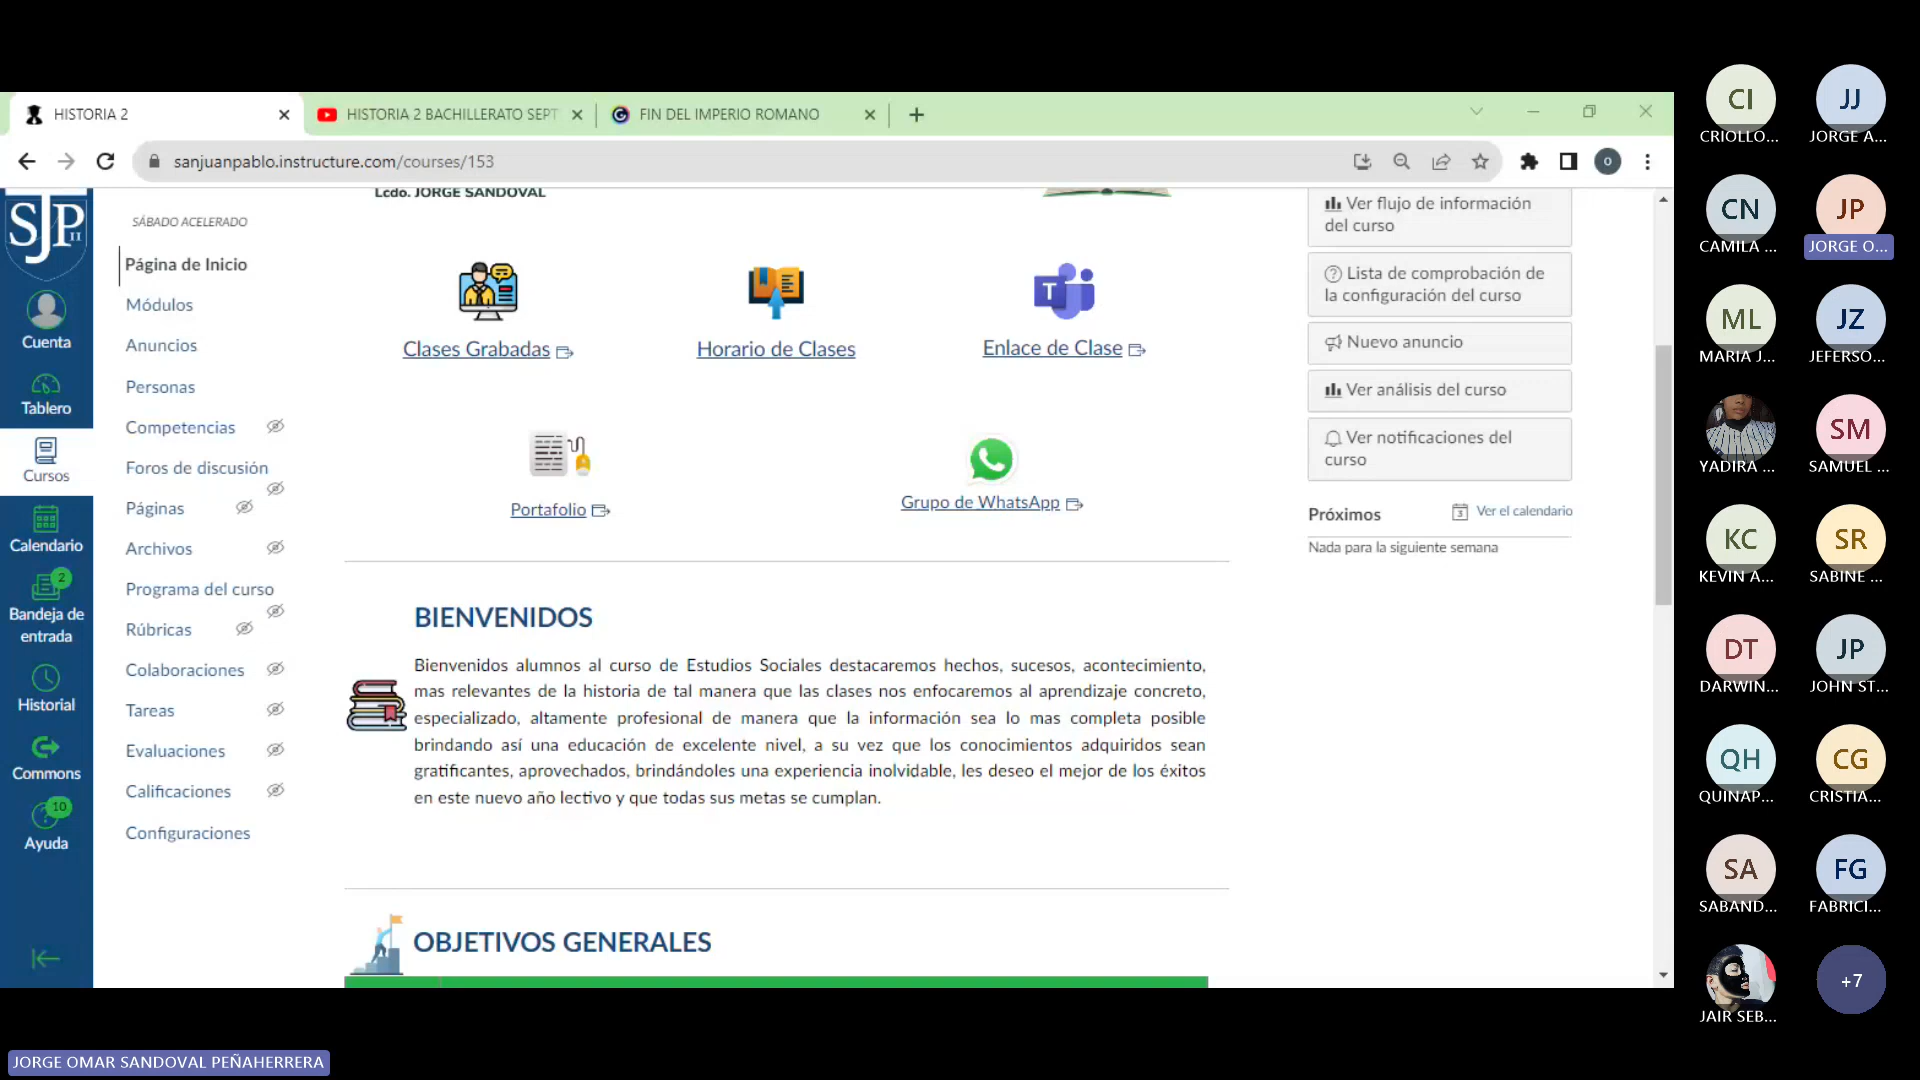 HISTORIA 2
HISTORIA 2 BACHILLERATO SEPT
FIN DEL IMPERIO ROMANO
sanjuanpablo.instructure.com/courses/153
O
SJP II
Cuenta
Tablero
Cursos
Calendario
2
Bandeja de
entrada
Historial
Commons
10
Ayuda
SÁBADO ACELERADO
Página de Inicio
Módulos
Anuncios
Personas
Competencias
Foros de discusión
Páginas
Archivos
Programa del curso
Rúbricas
Colaboraciones
Tareas
Evaluaciones
Calificaciones
Configuraciones
Lcdo. JORGE SANDOVAL
Clases Grabadas
Horario de Clases
T
Enlace de Clase
Portafolio
Grupo de WhatsApp
BIENVENIDOS
Bienvenidos alumnos al curso de Estudios Sociales destacaremos hechos, sucesos, acontecimiento,
mas relevantes de la historia de tal manera que las clases nos enfocaremos al aprendizaje concreto,
especializado, altamente profesional de manera que la información sea lo mas completa posible
brindando así una educación de excelente nivel, a su vez que los conocimientos adquiridos sean
gratificantes, aprovechados, brindándoles una experiencia inolvidable, les deseo el mejor de los éxitos
en este nuevo año lectivo y que todas sus metas se cumplan.
OBJETIVOS GENERALES
Ver flujo de información
del curso
Lista de comprobación de
la configuración del curso
Nuevo anuncio
Ver análisis del curso
Ver notificaciones del
curso
Próximos
3
Ver el calendario
Nada para la siguiente semana
CI
CRIOLLO...
JJ
JORGE A...
CN
CAMILA ...
JP
JORGE O...
ML
MARIA J...
JZ
JEFERSO...
YADIRA ...
SM
SAMUEL ...
KC
KEVIN A...
SR
SABINE ...
DT
DARWIN...
JP
JOHN ST...
QH
QUINAP...
CG
CRISTIA...
SA
SABAND...
FG
FABRICI...
JAIR SEB...
+7
JORGE OMAR SANDOVAL PEÑAHERRERA